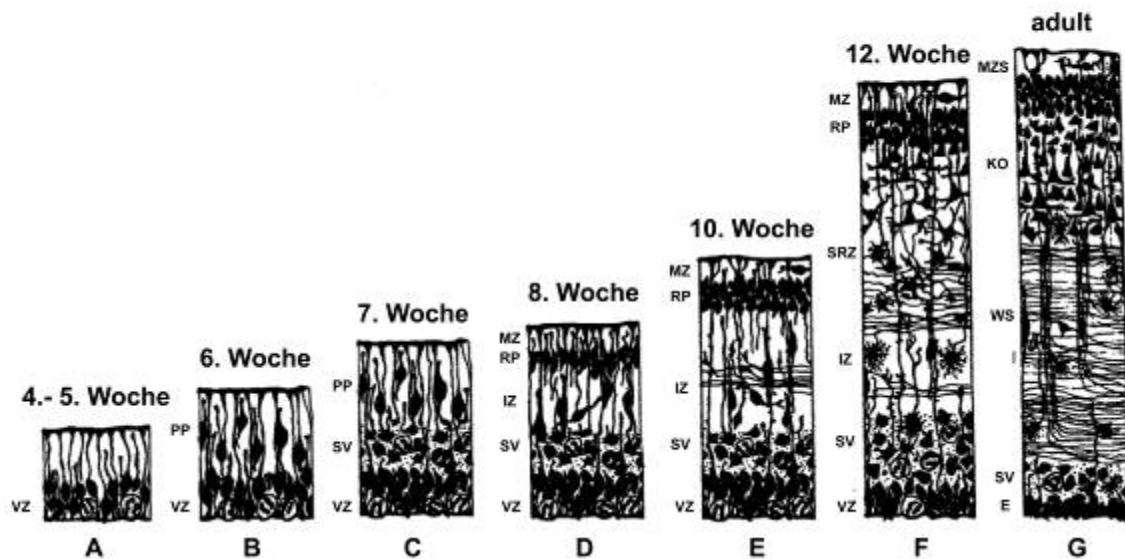 4.- 5. Woche
VZ
A
6. Woche
PP
VZ
B
7. Woche
PP
SV
VZ
C
8. Woche
MZ
RP
IZ
SV
VZ
D
10. Woche
MZ
RP
IZ
SV
VZ
E
12. Woche
MZ
RP
SRZ
IZ
SV
VZ
F
adult
MZS
KO
WS
I
SV
E
G